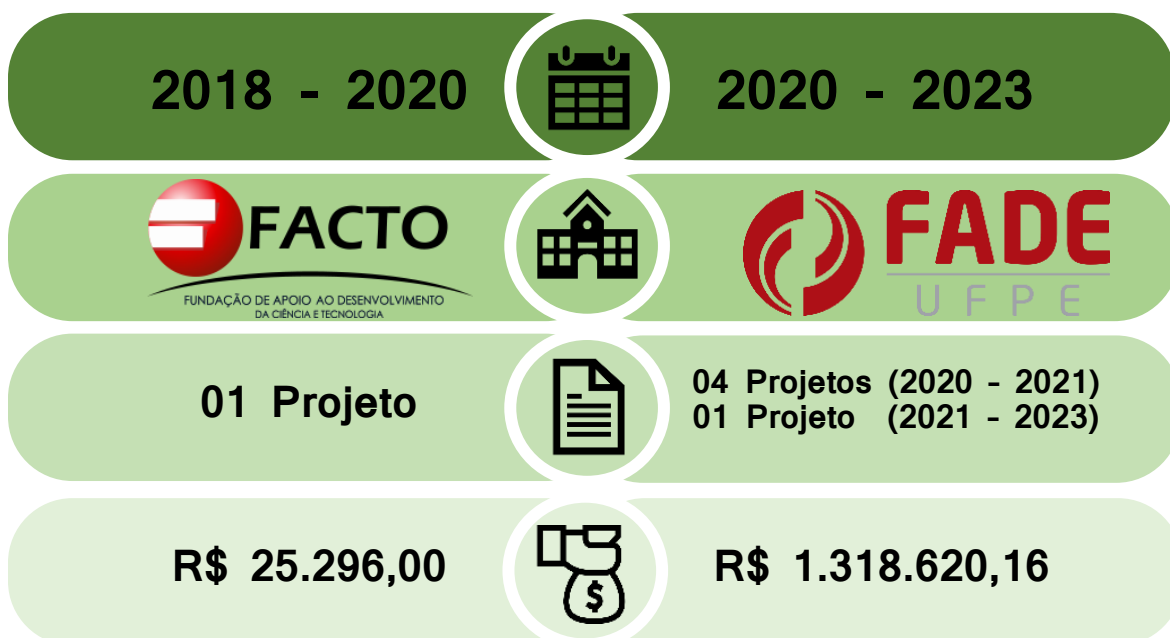 2018 - 2020
2020 - 2023
FACTO
FUNDAÇÃO DE APOIO AO DESENVOLVIMENTO
DA CIÊNCIA E TECNOLOGIA
FADE
UFPE
01 Projeto
04 Projetos (2020 - 2021)
01 Projeto (2021 - 2023)
R$ 25.296,00
$
R$ 1.318.620,16